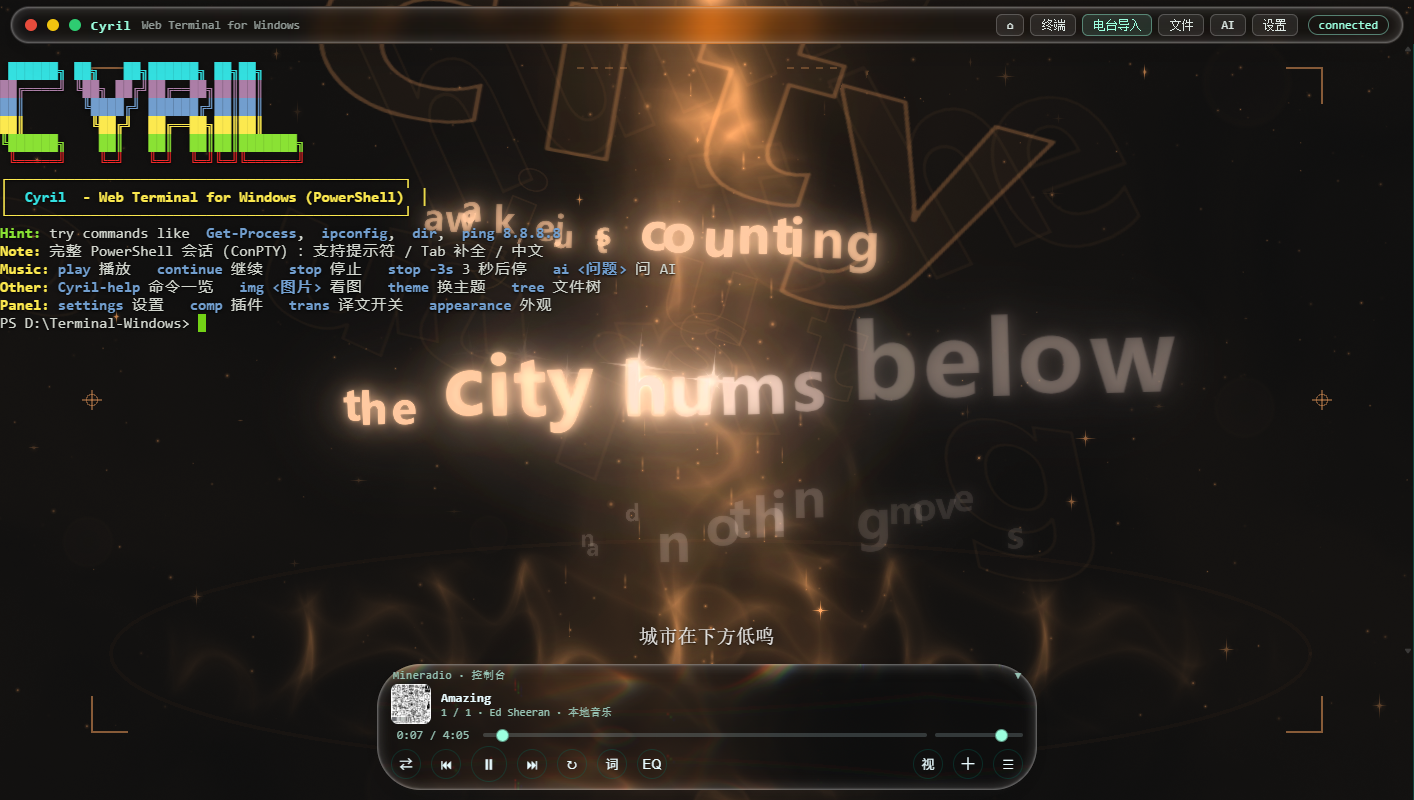 Cyril Web Terminal for Windows
⌂ 终端 电台导入 文件 AI 设置 connected
CYRIL
Cyril - Web Terminal for Windows (PowerShell)
Hint: try commands like Get-Process, ipconfig, dir, ping 8.8.8.8
Note: 完整 PowerShell 会话 (ConPTY) : 支持提示符 / Tab 补全 / 中文
Music: play 播放 continue 继续 stop 停止 stop -3s 3 秒后停 ai <问题> 问 AI
Other: Cyril-help 命令一览 img <图片> 看图 theme 换主题 tree 文件树
Panel: settings 设置 comp 插件 trans 译文开关 appearance 外观
PS D:\Terminal-Windows>
counting
the city hums below
nothing moves
城市在下方低鸣
Mineradio · 控制台
Amazing
1 / 1 · Ed Sheeran · 本地音乐
0:07 / 4:05
词 EQ 视